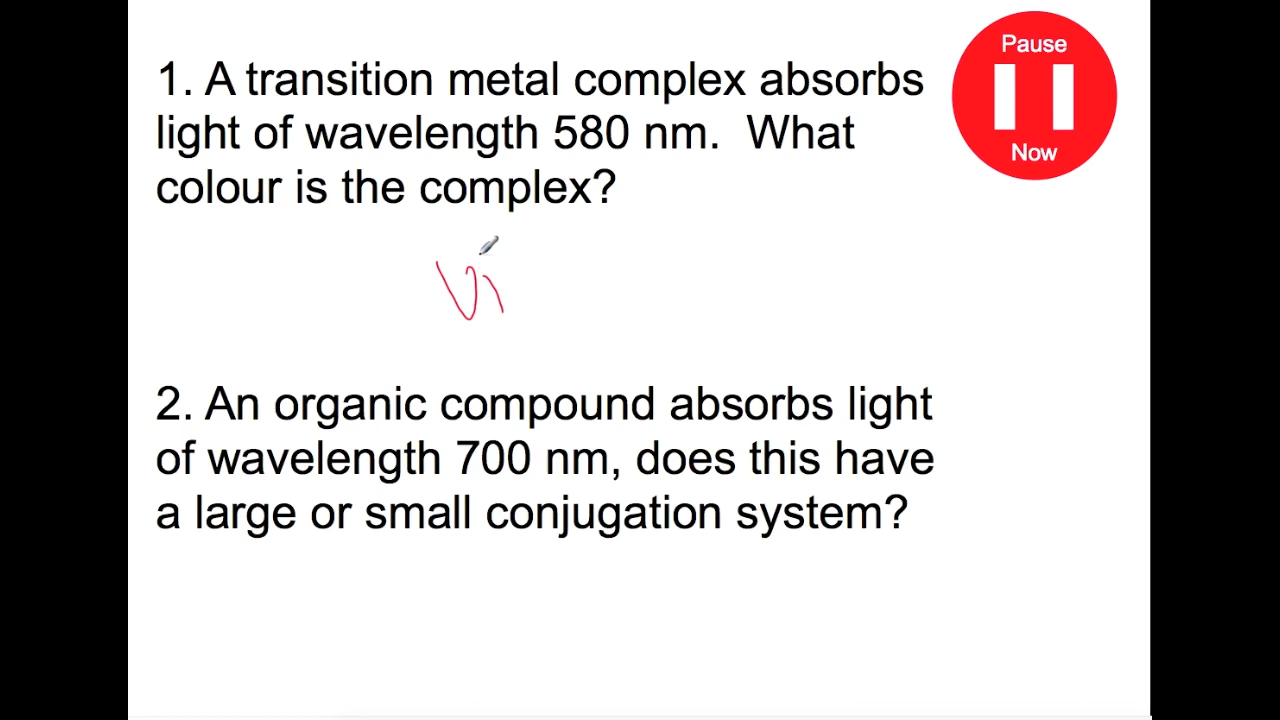 1. A transition metal complex absorbs
light of wavelength 580 nm. What
colour is the complex?
Vi
2. An organic compound absorbs light
of wavelength 700 nm, does this have
a large or small conjugation system?
Pause
Now